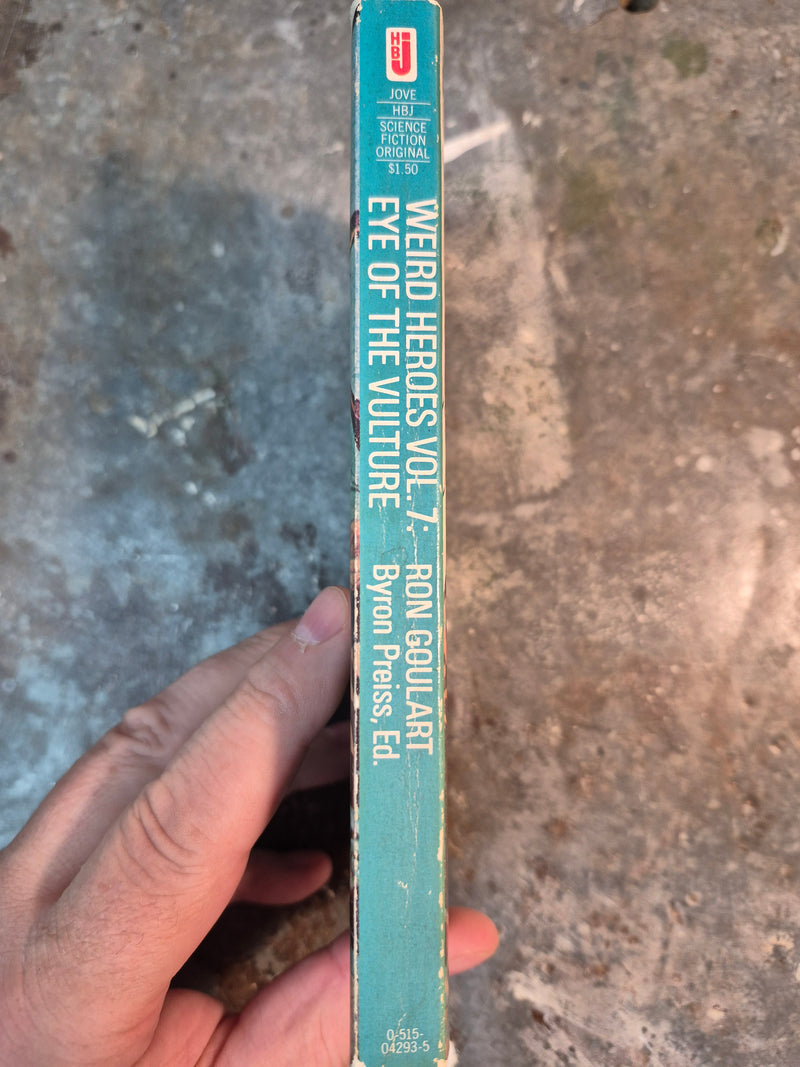 HBJ
JOVE
HBJ
SCIENCE
FICTION
ORIGINAL
$1.50
WEIRD HEROES VOL. 7:
EYE OF THE VULTURE
RON GOULART
Byron Preiss, Ed.
0-515-
04293-5